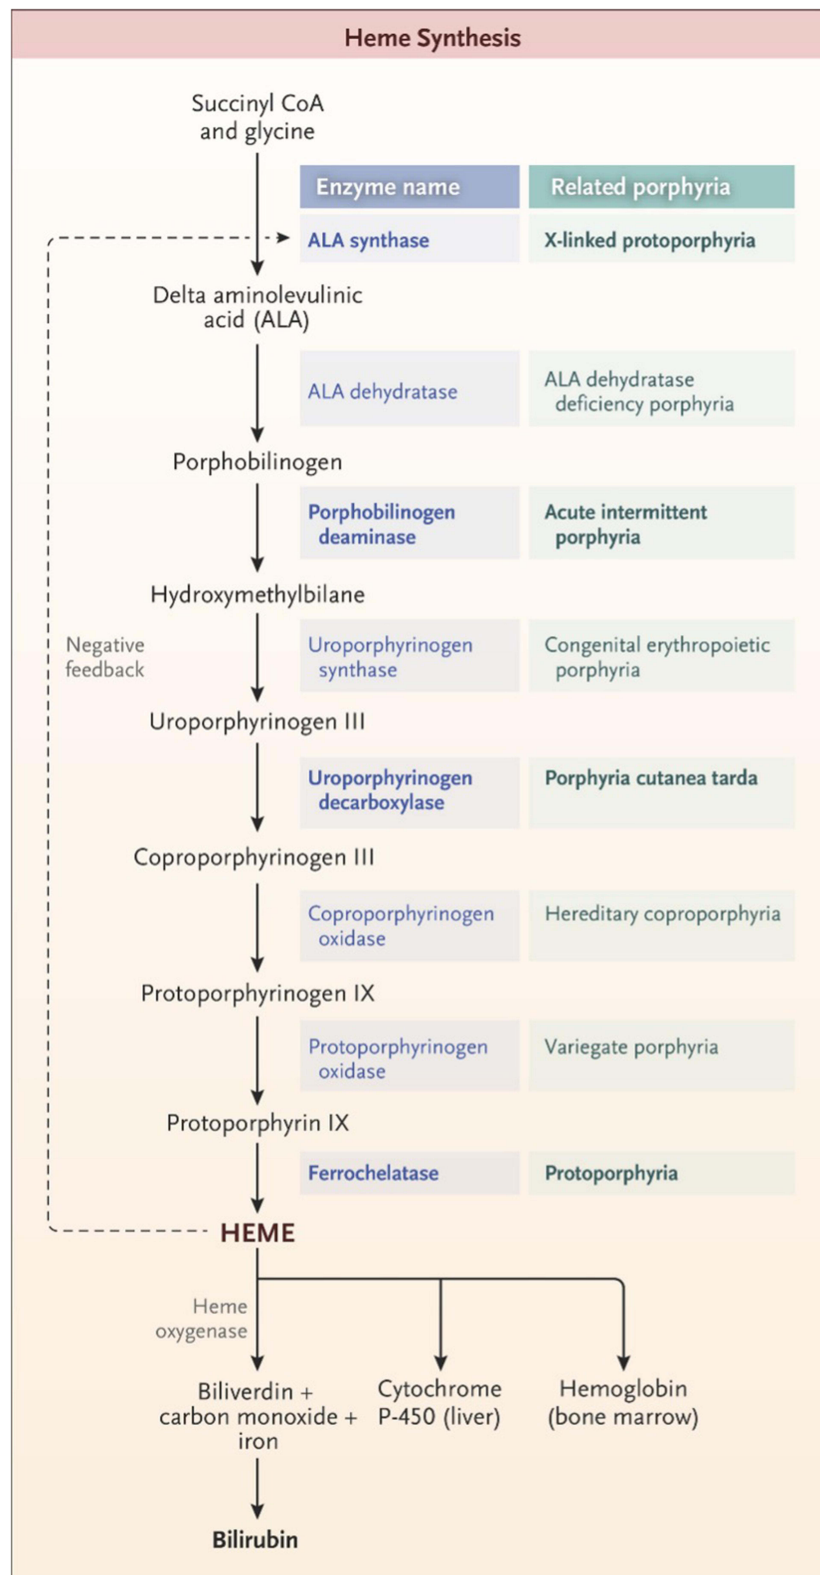 Heme Synthesis
Succinyl CoA
and glycine
Enzyme name
Related porphyria
ALA synthase
X-linked protoporphyria
Delta aminolevulinic
acid (ALA)
ALA dehydratase
ALA dehydratase
deficiency porphyria
Porphobilinogen
Porphobilinogen
deaminase
Acute intermittent
porphyria
Hydroxymethylbilane
Negative
feedback
Uroporphyrinogen
synthase
Congenital erythropoietic
porphyria
Uroporphyrinogen III
Uroporphyrinogen
decarboxylase
Porphyria cutanea tarda
Coproporphyrinogen III
Coproporphyrinogen
oxidase
Hereditary coproporphyria
Protoporphyrinogen IX
Protoporphyrinogen
oxidase
Variegate porphyria
Protoporphyrin IX
Ferrochelatase
Protoporphyria
HEME
Heme
oxygenase
Biliverdin +
carbon monoxide +
iron
Cytochrome
P-450 (liver)
Hemoglobin
(bone marrow)
Bilirubin